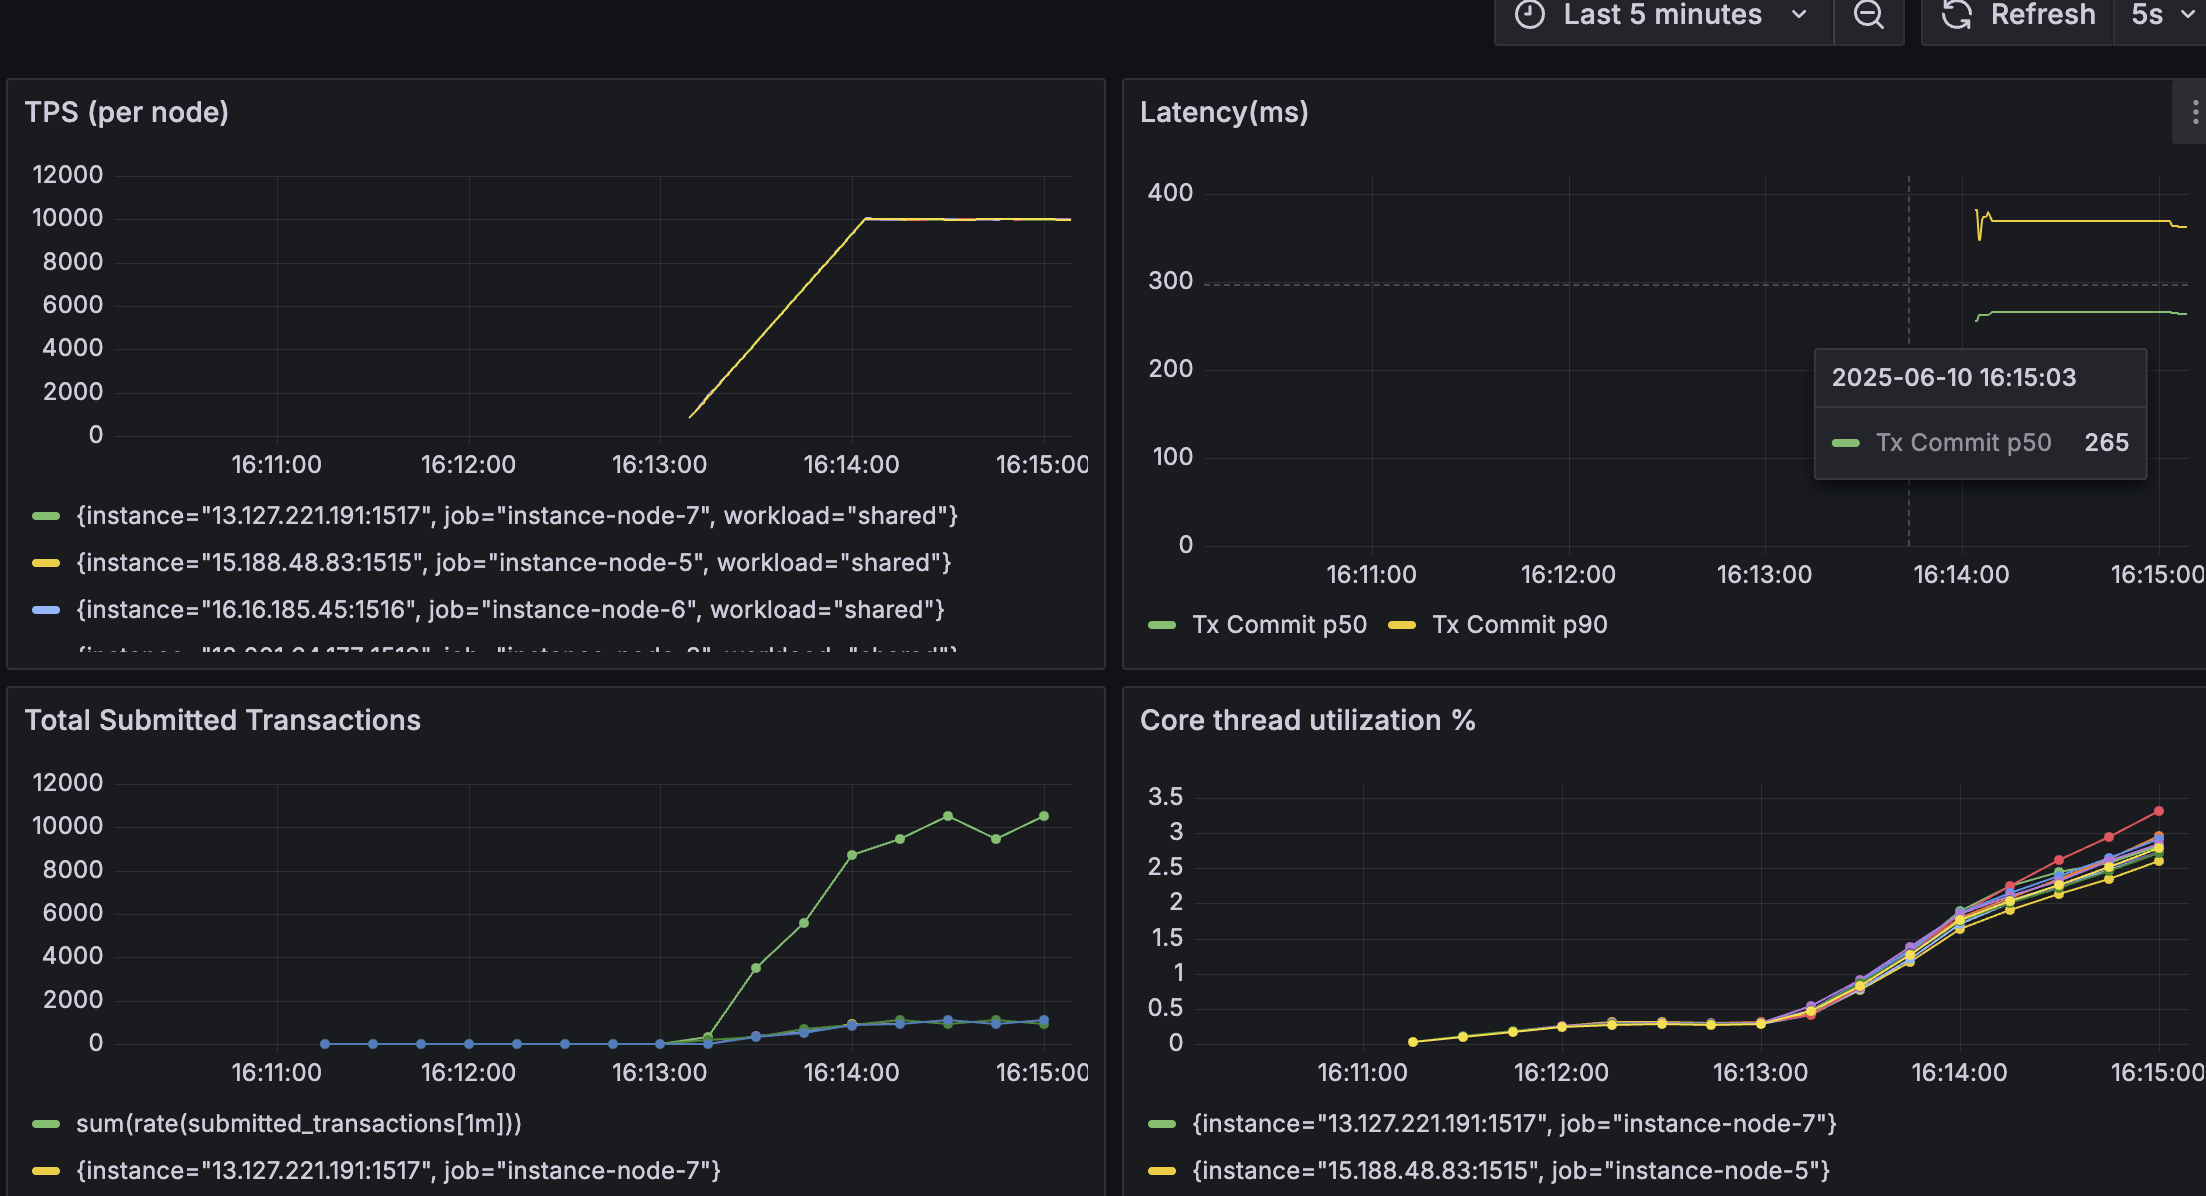 Last 5 minutes
Refresh
5s
TPS (per node)
12000
10000
8000
6000
4000
2000
0
16:11:00 16:12:00 16:13:00 16:14:00 16:15:00
{instance="13.127.221.191:1517", job="instance-node-7", workload="shared"}
{instance="15.188.48.83:1515", job="instance-node-5", workload="shared"}
{instance="16.16.185.45:1516", job="instance-node-6", workload="shared"}
Latency(ms)
400
300
200
100
0
2025-06-10 16:15:03
Tx Commit p50 265
16:11:00 16:12:00 16:13:00 16:14:00 16:15:00
Tx Commit p50 Tx Commit p90
Total Submitted Transactions
12000
10000
8000
6000
4000
2000
0
16:11:00 16:12:00 16:13:00 16:14:00 16:15:00
sum(rate(submitted_transactions[1m]))
{instance="13.127.221.191:1517", job="instance-node-7"}
Core thread utilization %
3.5
3
2.5
2
1.5
1
0.5
0
16:11:00 16:12:00 16:13:00 16:14:00 16:15:00
{instance="13.127.221.191:1517", job="instance-node-7"}
{instance="15.188.48.83:1515", job="instance-node-5"}